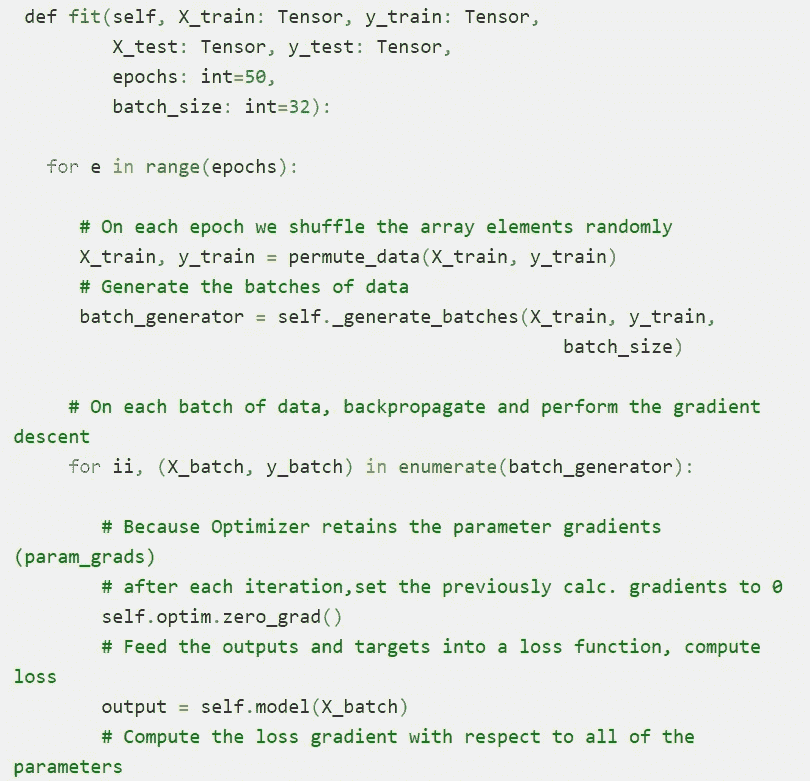 def fit(self, X_train: Tensor, y_train: Tensor,
X_test: Tensor, y_test: Tensor,
epochs: int=50,
batch_size: int=32):
for e in range(epochs):
# On each epoch we shuffle the array elements randomly
X_train, y_train = permute_data(X_train, y_train)
# Generate the batches of data
batch_generator = self._generate_batches(X_train, y_train,
batch_size)
# On each batch of data, backpropagate and perform the gradient
descent
for ii, (X_batch, y_batch) in enumerate(batch_generator):
# Because Optimizer retains the parameter gradients
(param_grads)
# after each iteration,set the previously calc. gradients to 0
self.optim.zero_grad()
# Feed the outputs and targets into a loss function, compute
loss
output = self.model(X_batch)
# Compute the loss gradient with respect to all of the
parameters